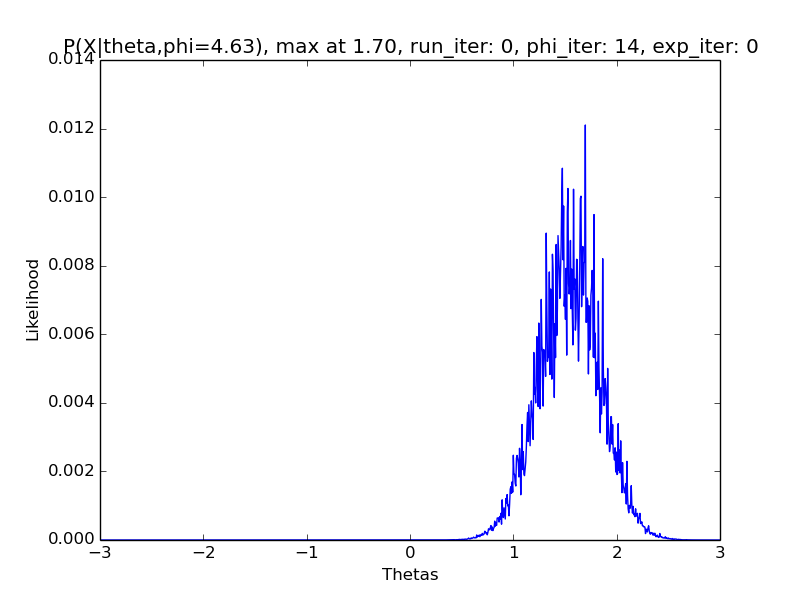 P(X|theta,phi=4.63), max at 1.70, run_iter: 0, phi_iter: 14, exp_iter: 0
0.014
0.012
0.010
0.008
0.006
0.004
0.002
0.000
Likelihood
−3 −2 −1 0 1 2 3
Thetas